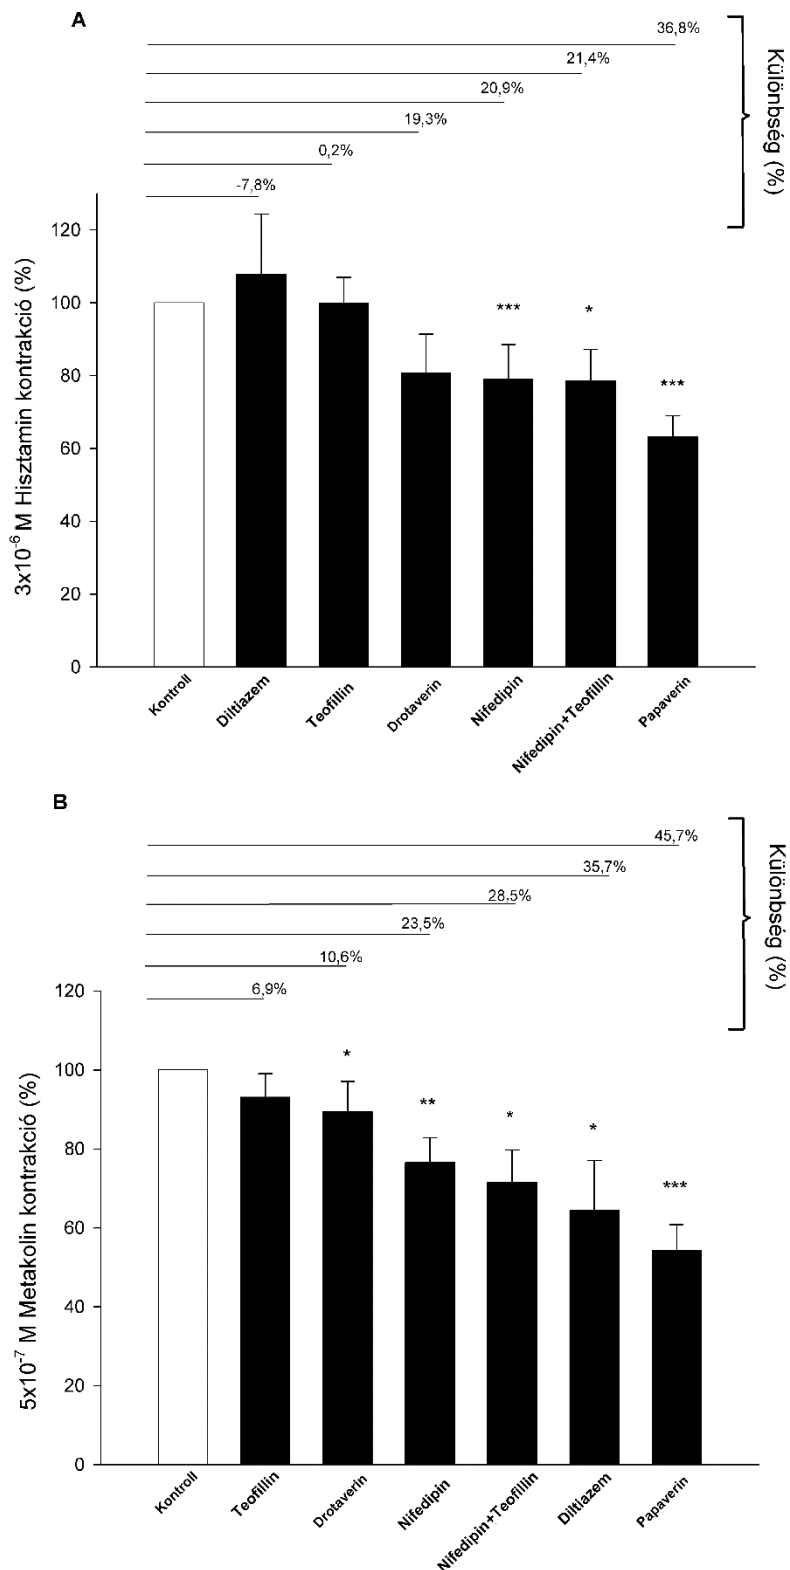 A
36,8%
21,4%
20,9%
19,3%
0,2%
-7,8%
Különbség (%)
3x10⁻⁶ M Hisztamin kontrakció (%)
120
100
80
60
40
20
0
***
*
***
Kontroll
Diltiazem
Teofillin
Drotaverin
Nifedipin
Nifedipin+Teofillin
Papaverin
B
45,7%
35,7%
28,5%
23,5%
10,6%
6,9%
Különbség (%)
5x10⁻⁷ M Metakolin kontrakció (%)
120
100
80
60
40
20
0
*
**
*
*
***
Kontroll
Teofillin
Drotaverin
Nifedipin
Nifedipin+Teofillin
Diltiazem
Papaverin